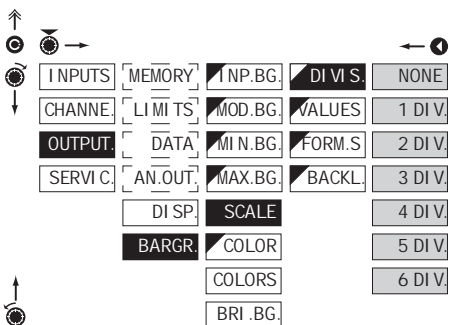 INPUTS MEMORY INP.BG. DIVIS. NONE
CHANNE. LIMITS MOD.BG. VALUES 1 DIV.
OUTPUT. DATA MIN.BG. FORM.S 2 DIV.
SERVIC. AN.OUT. MAX.BG. BACKL. 3 DIV.
DISP. SCALE 4 DIV.
BARGR. COLOR 5 DIV.
COLORS 6 DIV.
BRI.BG.